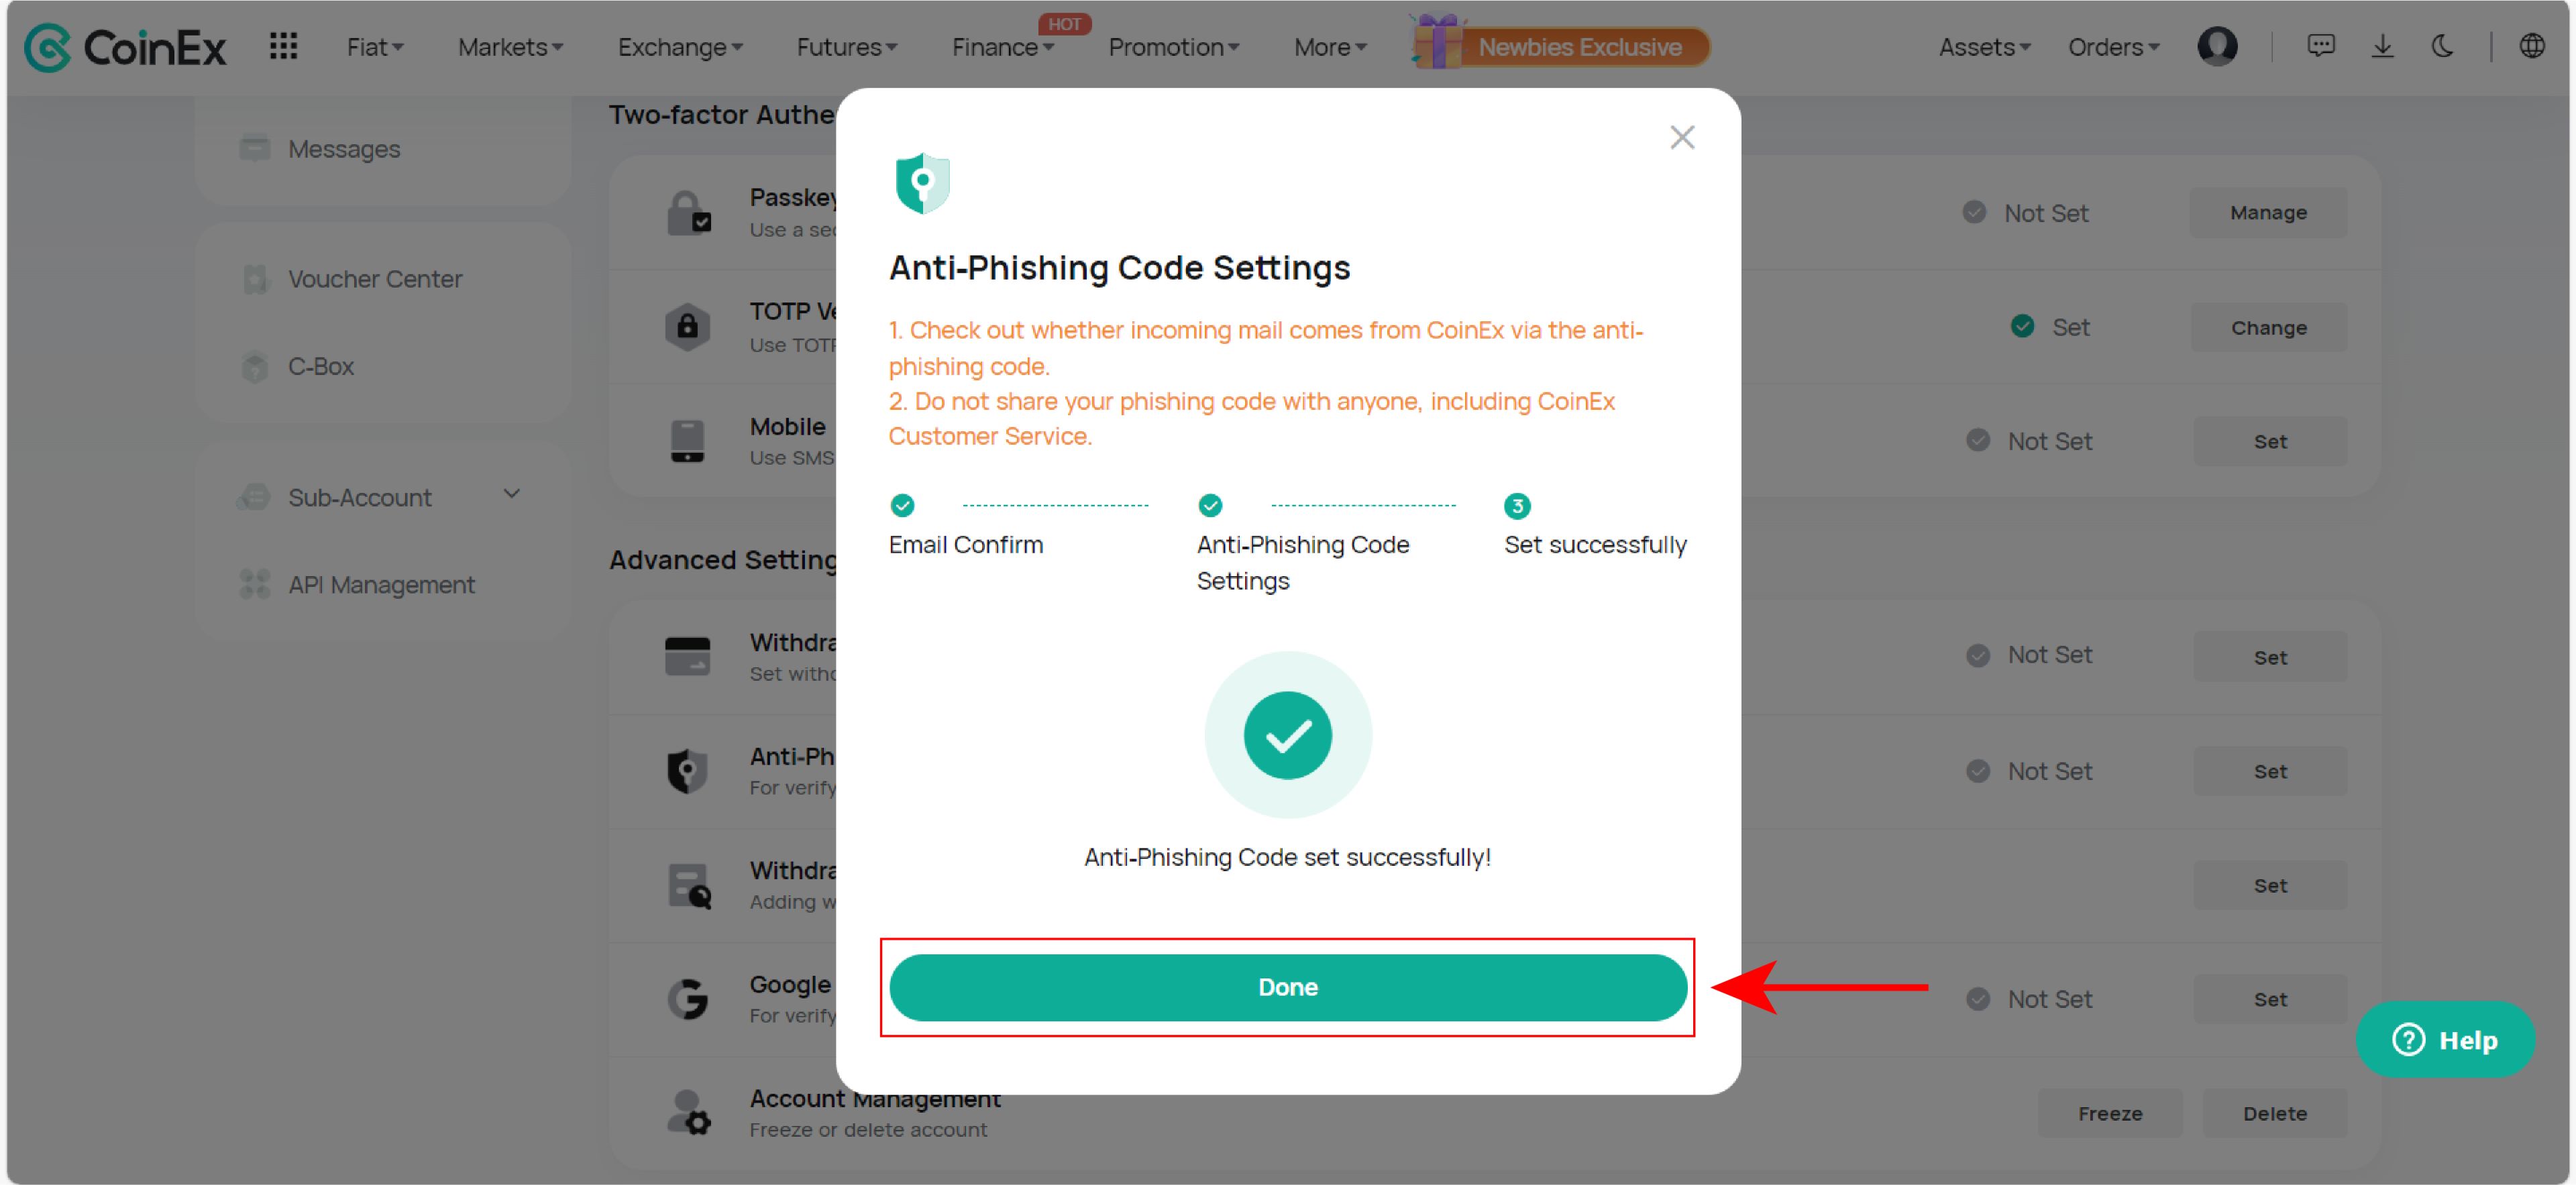 CoinEx Fiat Markets Exchange Futures Finance HOT Promotion More Newbies Exclusive Assets Orders
Messages
Voucher Center
C-Box
Sub-Account
API Management
Two-factor Authe
Passkey
Use a sec
Not Set Manage
TOTP Ve
Use TOTP
Set Change
Mobile
Use SMS
Not Set Set
Advanced Setting
Withdra
Set withd
Not Set Set
Anti-Ph
For verify
Not Set Set
Withdra
Adding w
Set
Google
For verify
Not Set Set
Account Management
Freeze or delete account
Freeze Delete
Anti-Phishing Code Settings
1. Check out whether incoming mail comes from CoinEx via the anti-
phishing code.
2. Do not share your phishing code with anyone, including CoinEx
Customer Service.
3
Email Confirm
Anti-Phishing Code
Settings
Set successfully
Anti-Phishing Code set successfully!
Done
Help